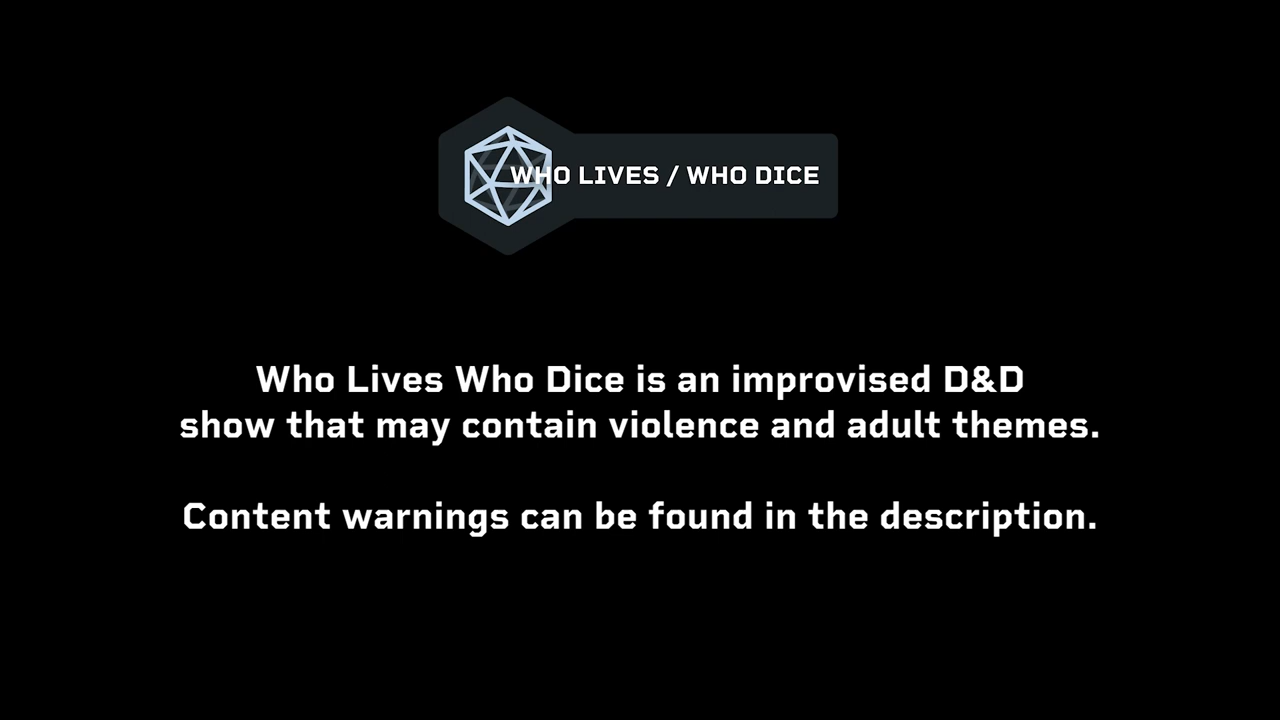 WHO LIVES / WHO DICE
Who Lives Who Dice is an improvised D&D
show that may contain violence and adult themes.
Content warnings can be found in the description.